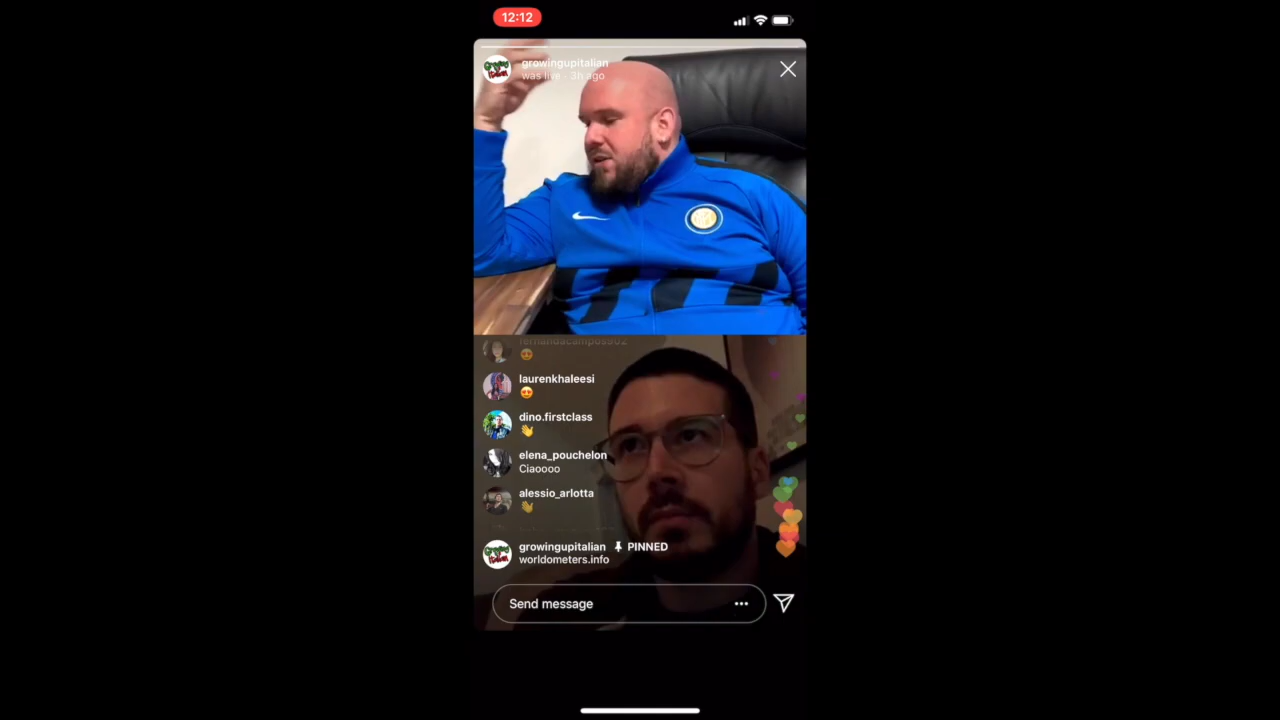 12:12
growingupitalian
was live · 3h ago
fernandacampos902
laurenkhaleesi
dino.firstclass
elena_pouchelon
Ciaoooo
alessio_arlotta
growingupitalian PINNED
worldometers.info
Send message